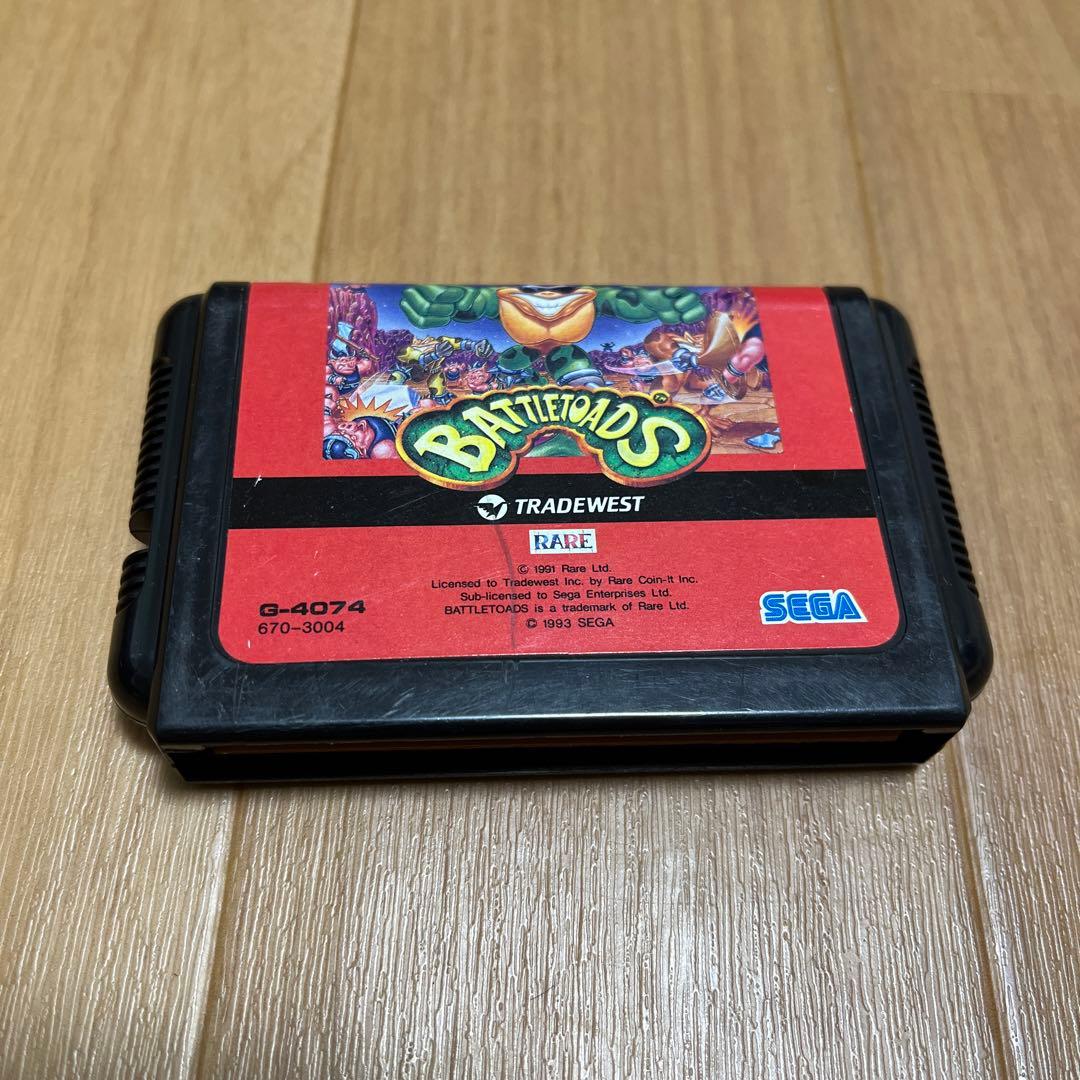 BATTLETOADS™
TRADEWEST
RARE
© 1991 Rare Ltd.
Licensed to Tradewest Inc. by Rare Coin-It Inc.
Sub-licensed to Sega Enterprises Ltd.
BATTLETOADS is a trademark of Rare Ltd.
© 1993 SEGA
G-4074
670-3004
SEGA